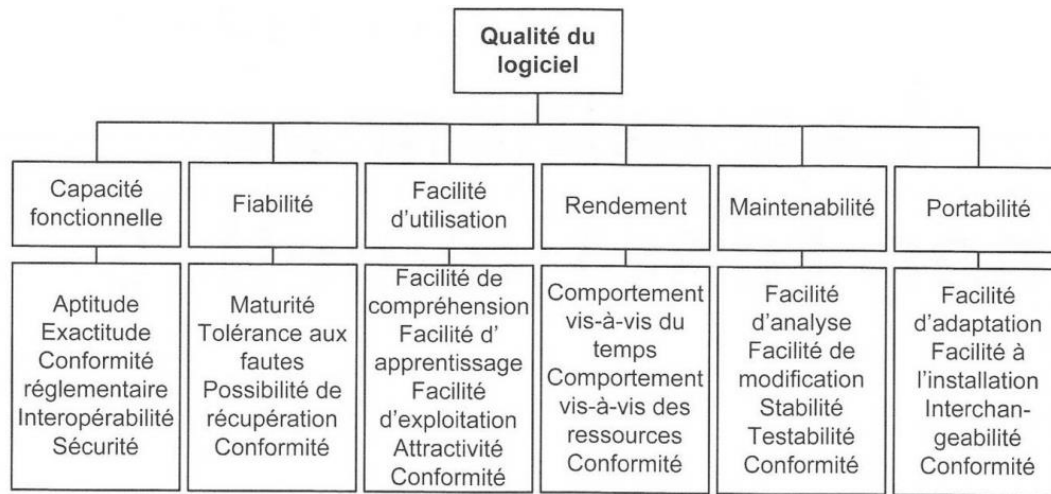 Qualité du
logiciel
Capacité
fonctionnelle
Fiabilité
Facilité
d'utilisation
Rendement
Maintenabilité
Portabilité
Aptitude
Exactitude
Conformité
réglementaire
Interopérabilité
Sécurité
Maturité
Tolérance aux
fautes
Possibilité de
récupération
Conformité
Facilité de
compréhension
Facilité d'
apprentissage
Facilité
d'exploitation
Attractivité
Conformité
Comportement
vis-à-vis du
temps
Comportement
vis-à-vis des
ressources
Conformité
Facilité
d'analyse
Facilité de
modification
Stabilité
Testabilité
Conformité
Facilité
d'adaptation
Facilité à
l'installation
Interchan-
geabilité
Conformité